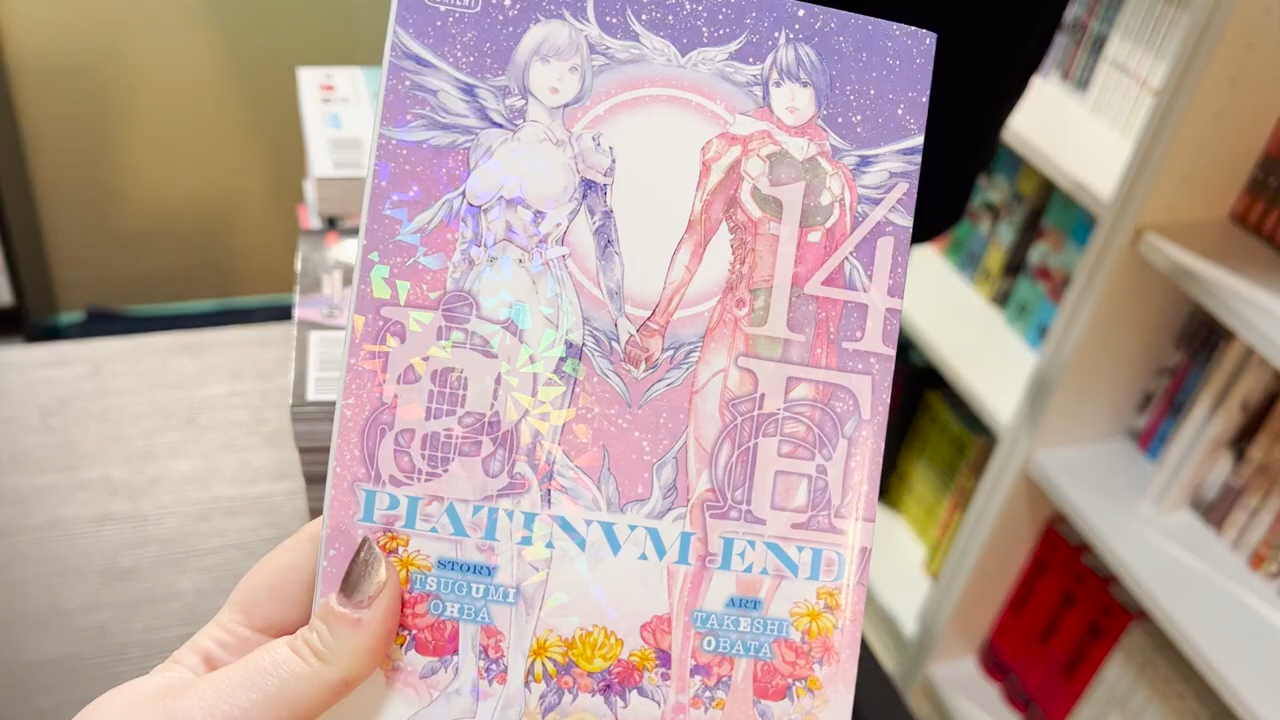 14
PLATINVM END
STORY
TSUGUMI
OHBA
ART
TAKESHI
OBATA